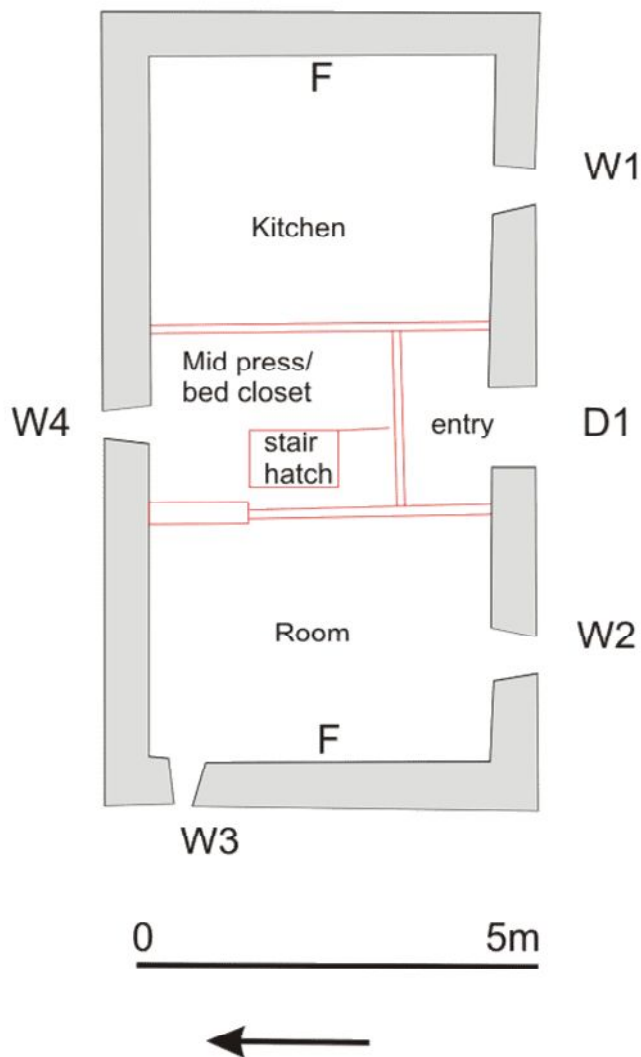 F
W1
Kitchen
Mid press/
bed closet
W4
entry
D1
stair
hatch
Room
W2
F
W3
0 5m